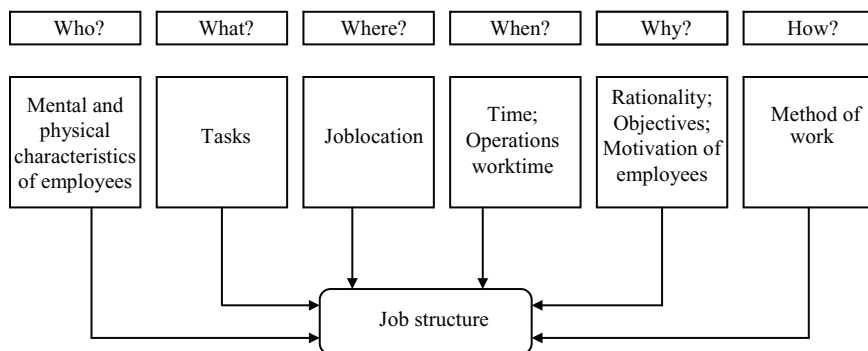 Who?
What?
Where?
When?
Why?
How?
Mental and
physical
characteristics
of employees
Tasks
Joblocation
Time;
Operations
worktime
Rationality;
Objectives;
Motivation of
employees
Method of
work
Job structure